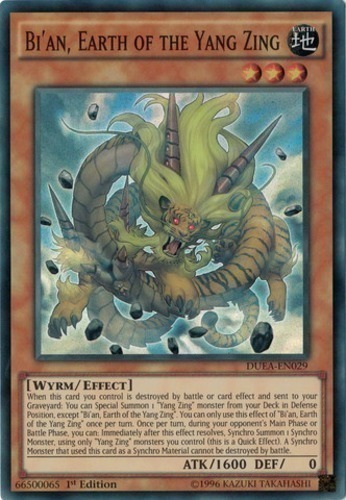 Bi'an, Earth of the Yang Zing
EARTH
地
DUEA-EN029
[Wyrm/Effect]
When this card you control is destroyed by battle or card effect and sent to your
Graveyard: You can Special Summon 1 "Yang Zing" monster from your Deck in Defense
Position, except "Bi'an, Earth of the Yang Zing". You can only use this effect of "Bi'an,
Earth of the Yang Zing" once per turn. Once per turn, during your opponent's Main Phase or
Battle Phase, you can: Immediately after this effect resolves, Synchro Summon 1 Synchro
Monster, using only "Yang Zing" monsters you control (this is a Quick Effect). A Synchro
Monster that used this card as a Synchro Material cannot be destroyed by battle.
ATK/1600 DEF/ 0
66500065 1st Edition ©1996 KAZUKI TAKAHASHI